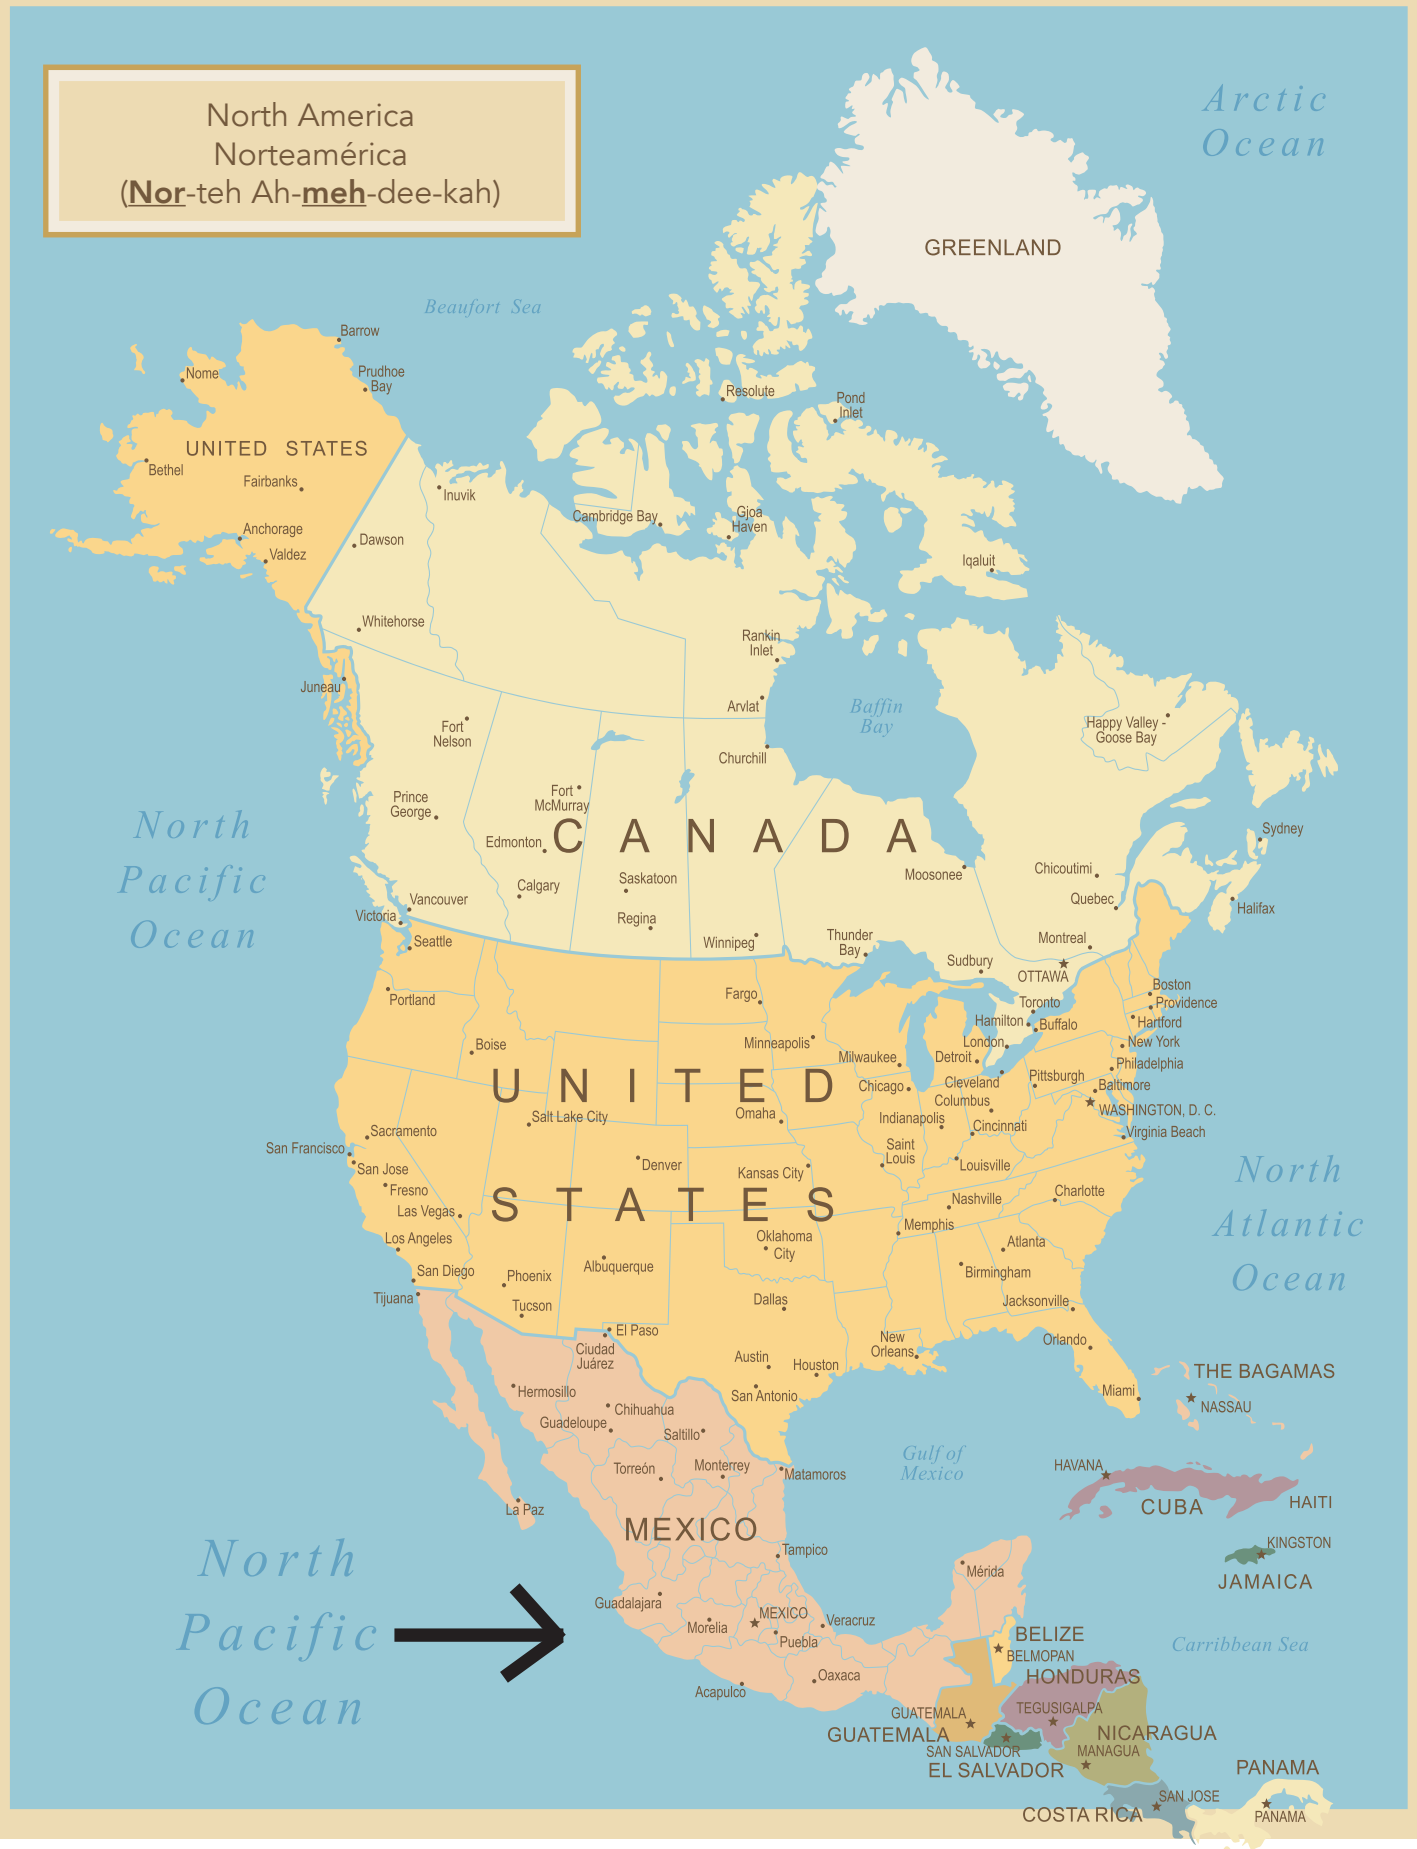 North America
Norteamérica
(Nor-teh Ah-meh-dee-kah)
Arctic
Ocean
GREENLAND
Beaufort Sea
Barrow
Nome
Prudhoe
Bay
Resolute
Pond
Inlet
UNITED STATES
Bethel
Fairbanks
Inuvik
Cambridge Bay
Gjoa
Haven
Anchorage
Dawson
Valdez
Iqaluit
Whitehorse
Rankin
Inlet
Juneau
Arvlat
Baffin
Bay
Fort
Nelson
Happy Valley -
Goose Bay
Churchill
Prince
George
Fort
McMurray
North
Pacific
Ocean
CANADA
Edmonton
Sydney
Moosonee
Chicoutimi
Calgary
Saskatoon
Vancouver
Quebec
Halifax
Victoria
Regina
Seattle
Winnipeg
Thunder
Bay
Montreal
Sudbury
OTTAWA
Portland
Fargo
Toronto
Boston
Providence
Hamilton
Buffalo
Hartford
Boise
Minneapolis
London
New York
Milwaukee
Detroit
Philadelphia
UNITED
Chicago
Cleveland
Pittsburgh
Baltimore
Columbus
Salt Lake City
Omaha
Indianapolis
WASHINGTON, D. C.
Cincinnati
Sacramento
Virginia Beach
San Francisco
Saint
Louis
San Jose
Denver
Kansas City
Louisville
Fresno
STATES
Nashville
Charlotte
Las Vegas
Memphis
North
Atlantic
Ocean
Los Angeles
Oklahoma
City
Atlanta
San Diego
Phoenix
Albuquerque
Birmingham
Tijuana
Tucson
Dallas
Jacksonville
El Paso
Ciudad
Juárez
New
Orleans
Orlando
Austin
Houston
THE BAGAMAS
Hermosillo
San Antonio
Miami
NASSAU
Chihuahua
Guadeloupe
Saltillo
Gulf of
Mexico
Torreón
Monterrey
Matamoros
HAVANA
La Paz
CUBA
HAITI
MEXICO
Tampico
KINGSTON
Mérida
JAMAICA
North
Pacific
Ocean
Guadalajara
MEXICO
Veracruz
Morelia
Puebla
BELIZE
Carribbean Sea
BELMOPAN
Oaxaca
HONDURAS
Acapulco
GUATEMALA
TEGUSIGALPA
GUATEMALA
NICARAGUA
SAN SALVADOR
MANAGUA
EL SALVADOR
PANAMA
SAN JOSE
COSTA RICA
PANAMA